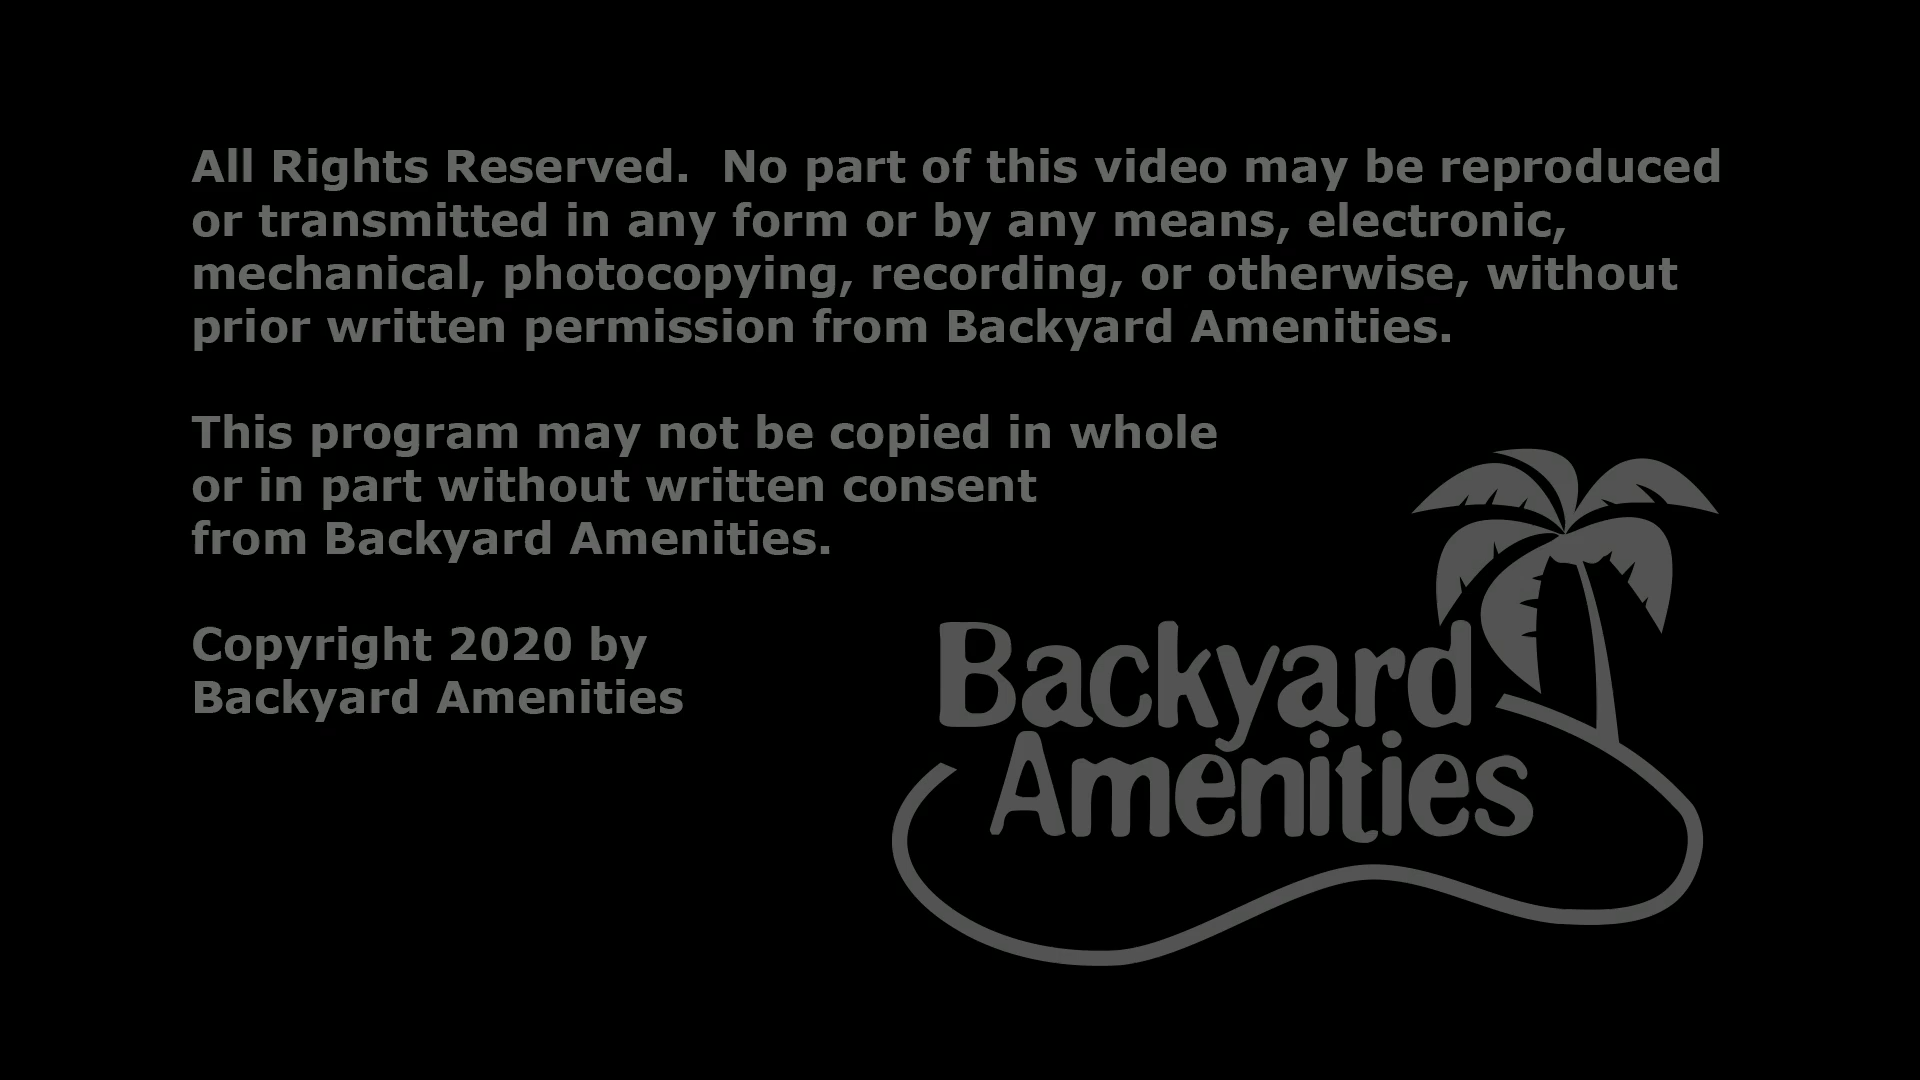 All Rights Reserved.  No part of this video may be reproduced
or transmitted in any form or by any means, electronic,
mechanical, photocopying, recording, or otherwise, without
prior written permission from Backyard Amenities.
This program may not be copied in whole
or in part without written consent
from Backyard Amenities.
Copyright 2020 by
Backyard Amenities
Backyard
Amenities